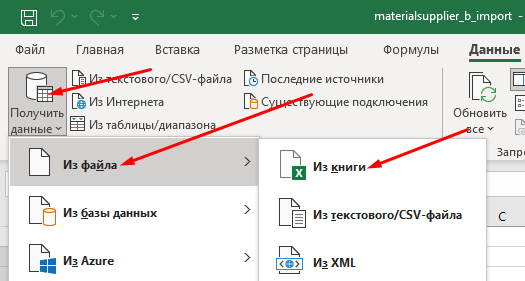 materialsupplier_b_import -
Файл Главная Вставка Разметка страницы Формулы Данные
Получить данные
Из текстового/CSV-файла
Из Интернета
Из таблицы/диапазона
Последние источники
Существующие подключения
Обновить все
Запро
Из файла
Из базы данных
Из Azure
Из книги
Из текстового/CSV-файла
Из XML
C